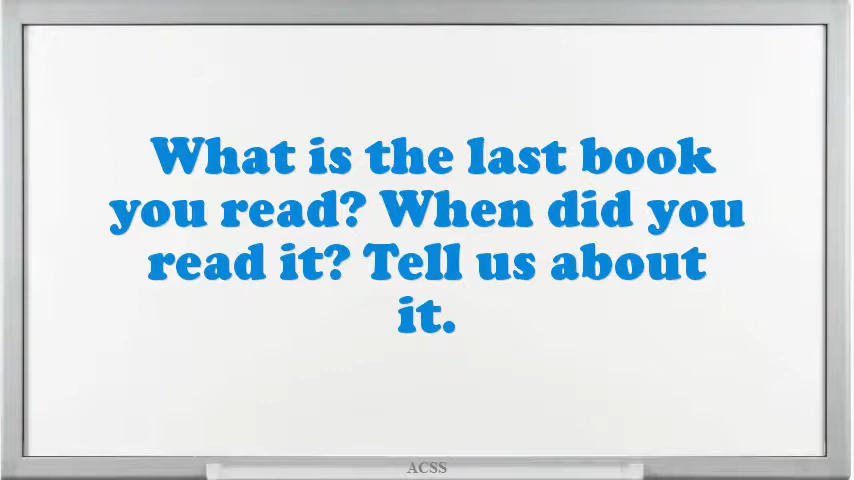 What is the last book
you read? When did you
read it? Tell us about
it.
ACSS